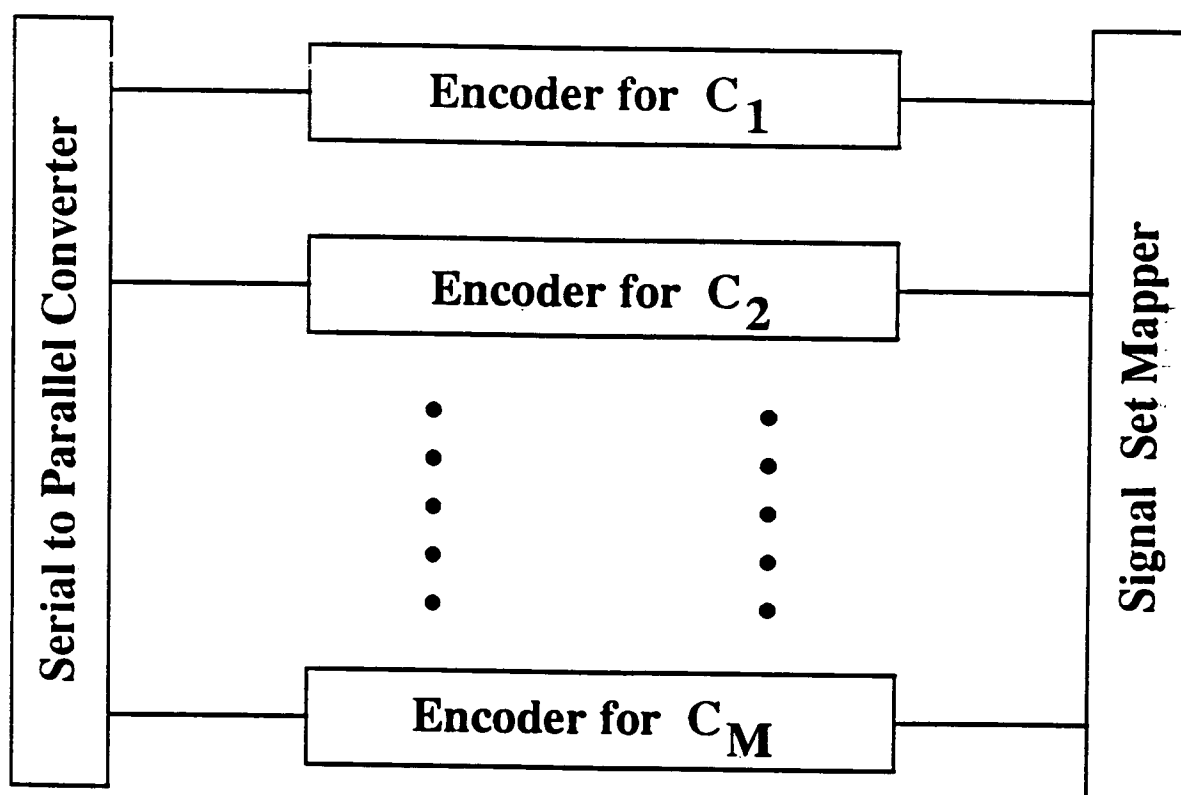 Serial to Parallel Converter
Encoder for C1
Encoder for C2
Encoder for CM
Signal Set Mapper